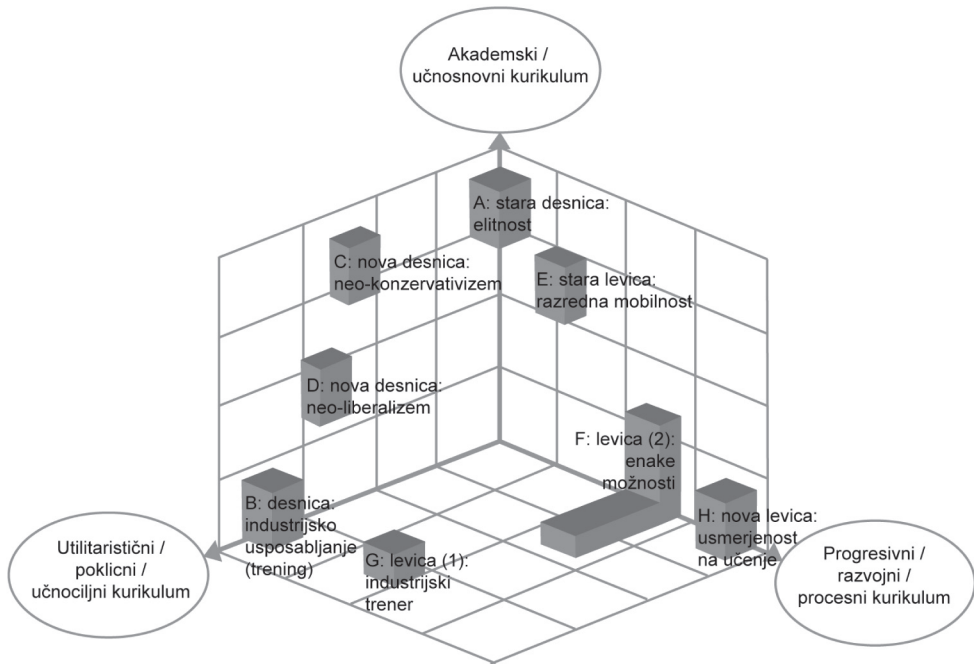 Akademski /
učnosnovni kurikulum
A: stara desnica:
elitnost
C: nova desnica:
neo-konzervativizem
E: stara levica:
razredna mobilnost
D: nova desnica:
neo-liberalizem
F: levica (2):
enake
možnosti
B: desnica:
industrijsko
usposabljanje
(trening)
G: levica (1):
industrijski
trener
H: nova levica:
usmerjenost
na učenje
Utilitaristični /
poklicni /
učnociljni kurikulum
Progresivni /
razvojni /
procesni kurikulum